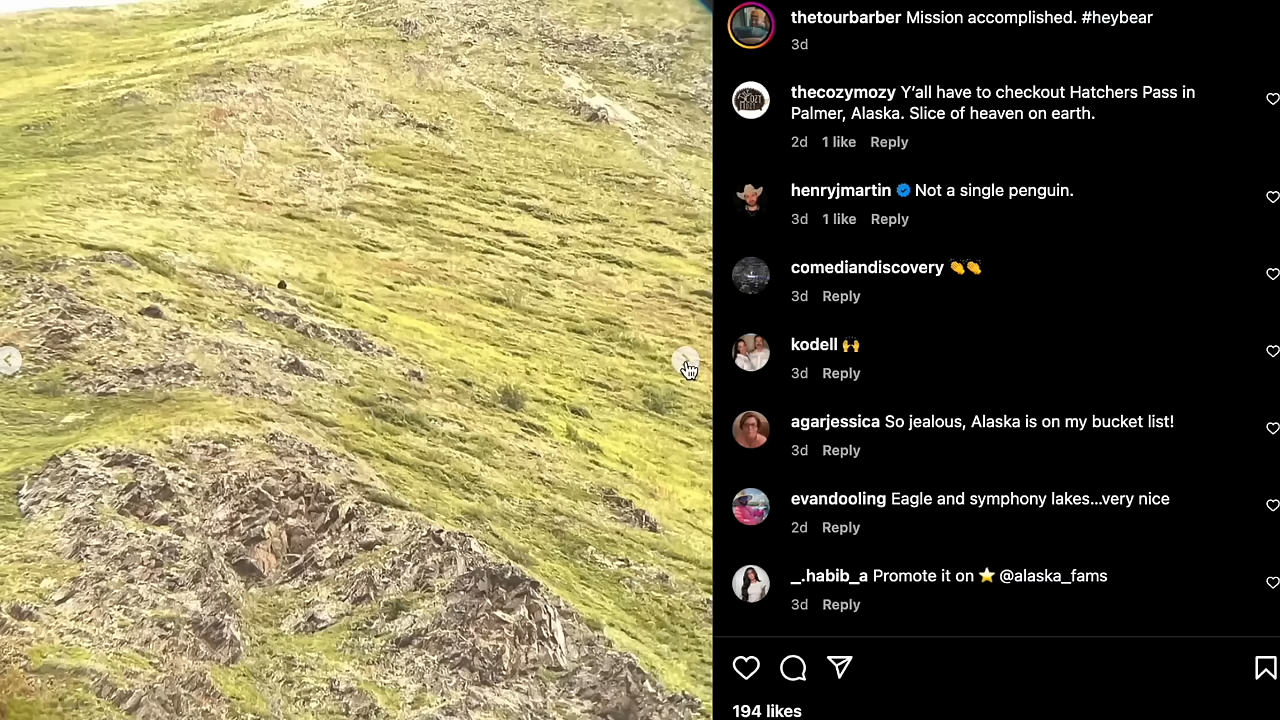 thetourbarber Mission accomplished. #heybear
3d
thecozymozy Y'all have to checkout Hatchers Pass in
Palmer, Alaska. Slice of heaven on earth.
2d 1 like Reply
henryjmartin Not a single penguin.
3d 1 like Reply
comediandiscovery 👏👏
3d Reply
kodell 🙌
3d Reply
agarjessica So jealous, Alaska is on my bucket list!
3d Reply
evandooling Eagle and symphony lakes...very nice
2d Reply
_.habib_a Promote it on ⭐ @alaska_fams
3d Reply
194 likes